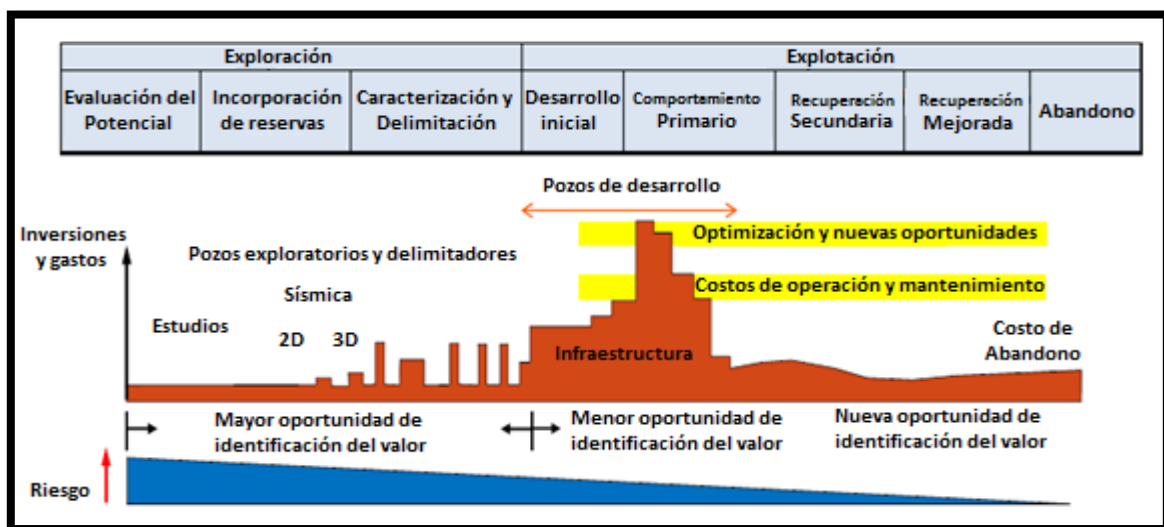 Exploración
Explotación
Evaluación del
Potencial
Incorporación
de reservas
Caracterización y
Delimitación
Desarrollo
inicial
Comportamiento
Primario
Recuperación
Secundaria
Recuperación
Mejorada
Abandono
Pozos de desarrollo
Inversiones
y gastos
Optimización y nuevas oportunidades
Pozos exploratorios y delimitadores
Costos de operación y mantenimiento
Sísmica
Estudios
2D 3D
Infraestructura
Costo de
Abandono
Mayor oportunidad de
identificación del valor
Menor oportunidad de
identificación del valor
Nueva oportunidad de
identificación del valor
Riesgo